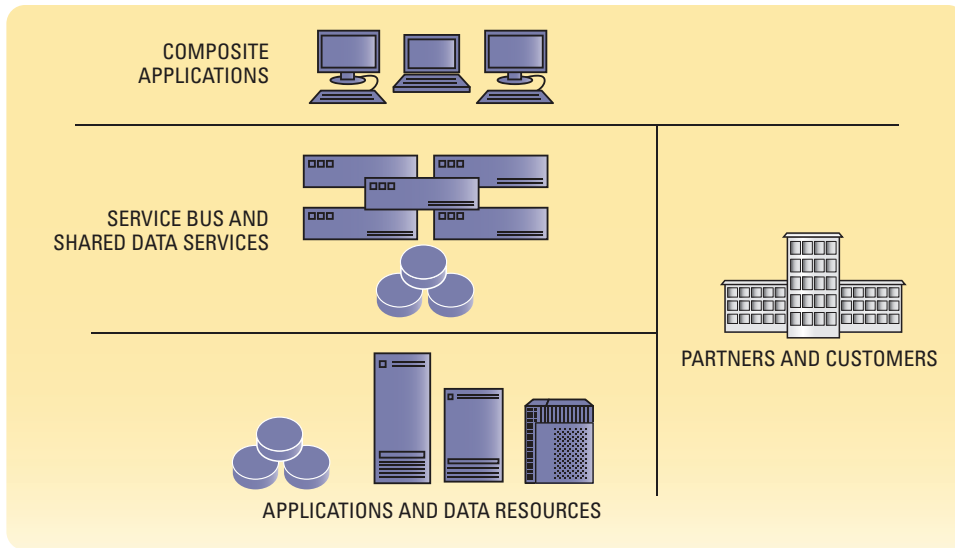 COMPOSITE
APPLICATIONS
SERVICE BUS AND
SHARED DATA SERVICES
PARTNERS AND CUSTOMERS
APPLICATIONS AND DATA RESOURCES